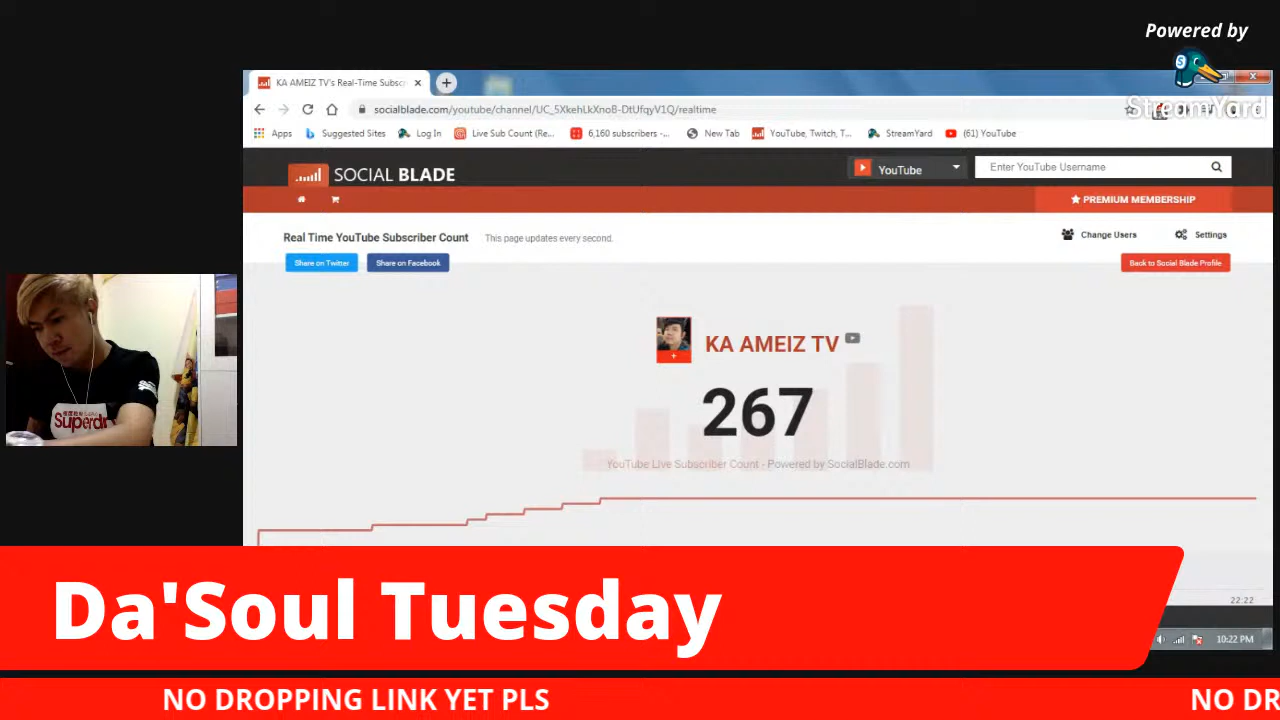 Powered by
StreamYard
KA AMEIZ TV's Real-Time Subscr
socialblade.com/youtube/channel/UC_5XkehLkXnoB-DtUfqyV1Q/realtime
Apps
Suggested Sites
Log In
Live Sub Count (Re...
6,160 subscribers -...
New Tab
YouTube, Twitch, T...
StreamYard
(61) YouTube
SOCIAL BLADE
YouTube
Enter YouTube Username
PREMIUM MEMBERSHIP
Real Time YouTube Subscriber Count
This page updates every second.
Change Users
Settings
Share on Twitter
Share on Facebook
Back to Social Blade Profile
KA AMEIZ TV
267
YouTube Live Subscriber Count - Powered by SocialBlade.com
Superdr
22:22
10:22 PM
Da'Soul Tuesday
NO DROPPING LINK YET PLS
NO DR